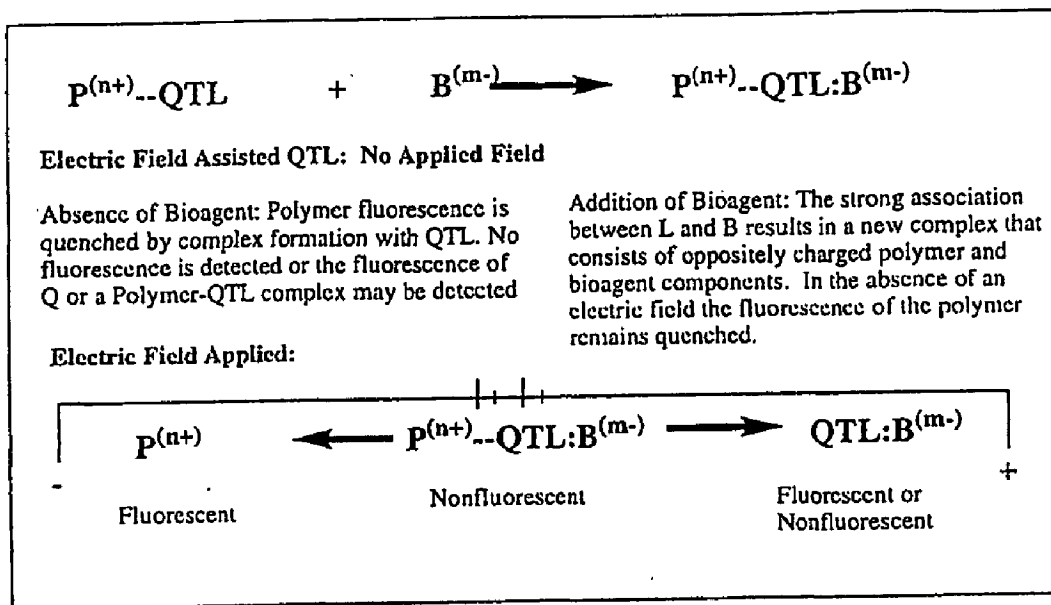 P(n+)--QTL + B(m-) P(n+)--QTL:B(m-)
Electric Field Assisted QTL: No Applied Field
Absence of Bioagent: Polymer fluorescence is
quenched by complex formation with QTL. No
fluorescence is detected or the fluorescence of
Q or a Polymer-QTL complex may be detected
Addition of Bioagent: The strong association
between L and B results in a new complex that
consists of oppositely charged polymer and
bioagent components. In the absence of an
electric field the fluorescence of the polymer
remains quenched.
Electric Field Applied:
P(n+) P(n+)--QTL:B(m-) QTL:B(m-)
- +
Fluorescent Nonfluorescent Fluorescent or
Nonfluorescent